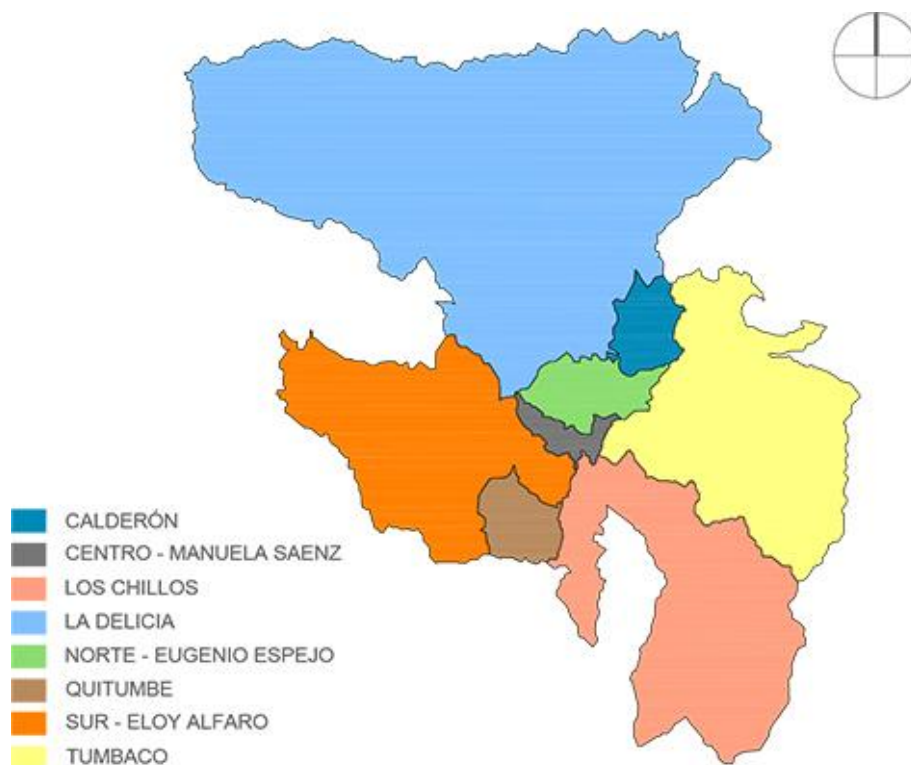 CALDERÓN
CENTRO - MANUELA SAENZ
LOS CHILLOS
LA DELICIA
NORTE - EUGENIO ESPEJO
QUITUMBE
SUR - ELOY ALFARO
TUMBACO